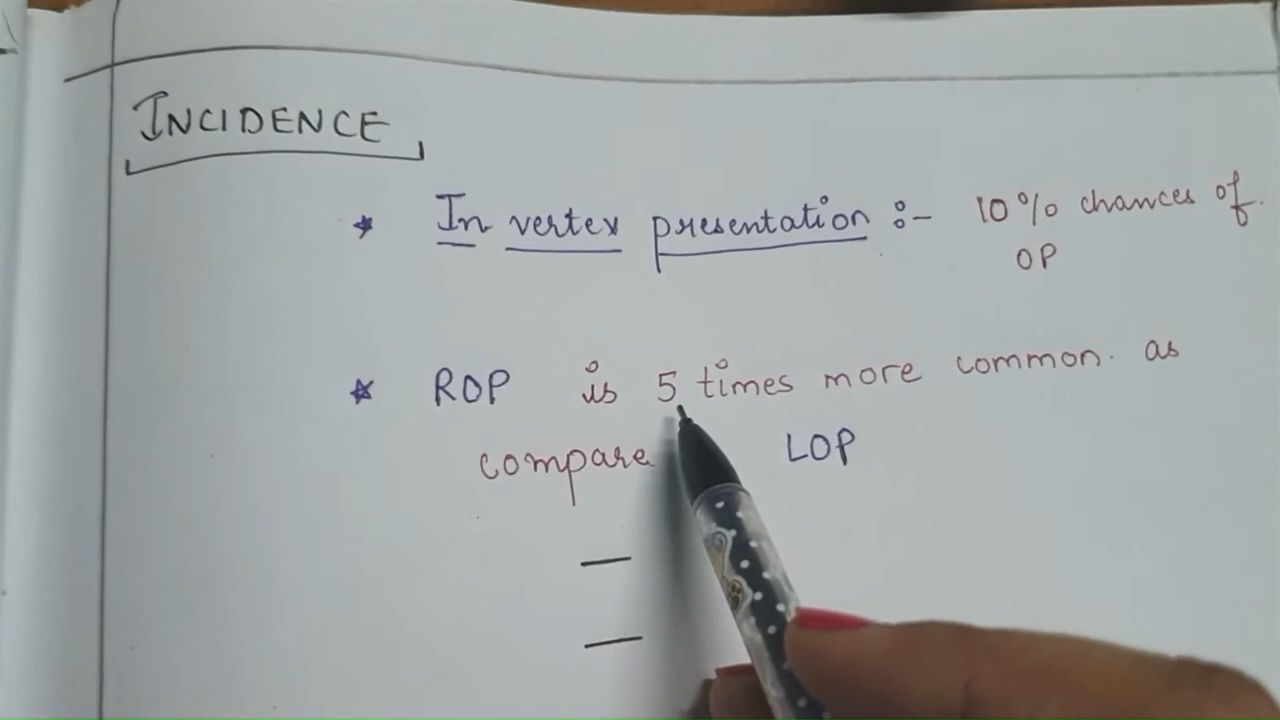 INCIDENCE
* In vertex presentation :- 10% chances of
OP
* ROP is 5 times more common. as
compare LOP
—
—